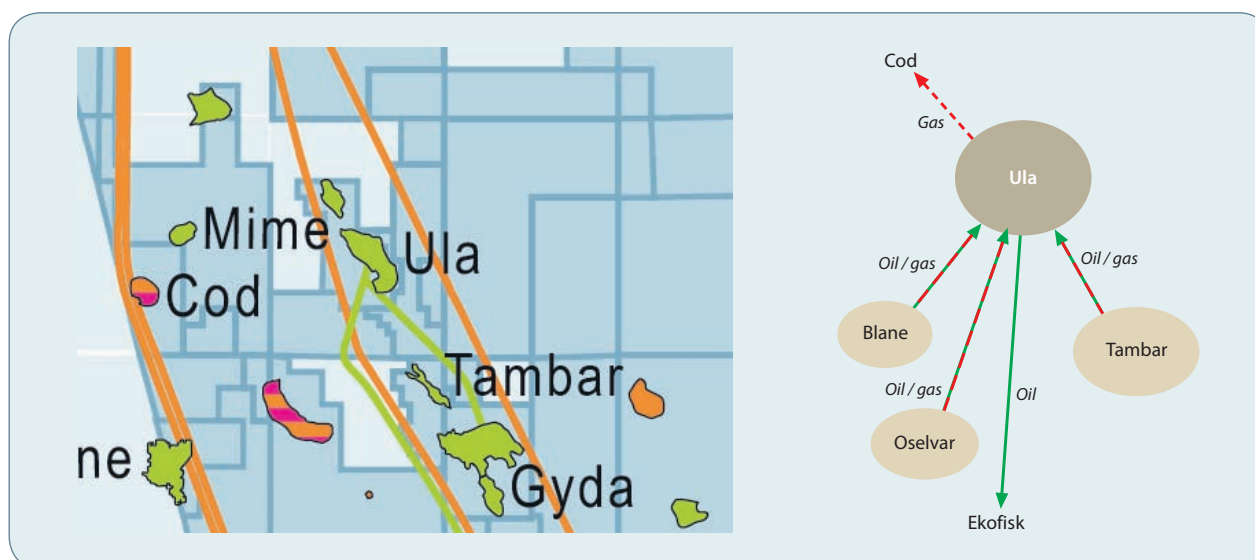 Mime
Ula
Cod
Tambar
ne
Gyda
Cod
Gas
Ula
Oil / gas
Oil / gas
Blane
Tambar
Oil / gas
Oil
Oselvar
Ekofisk